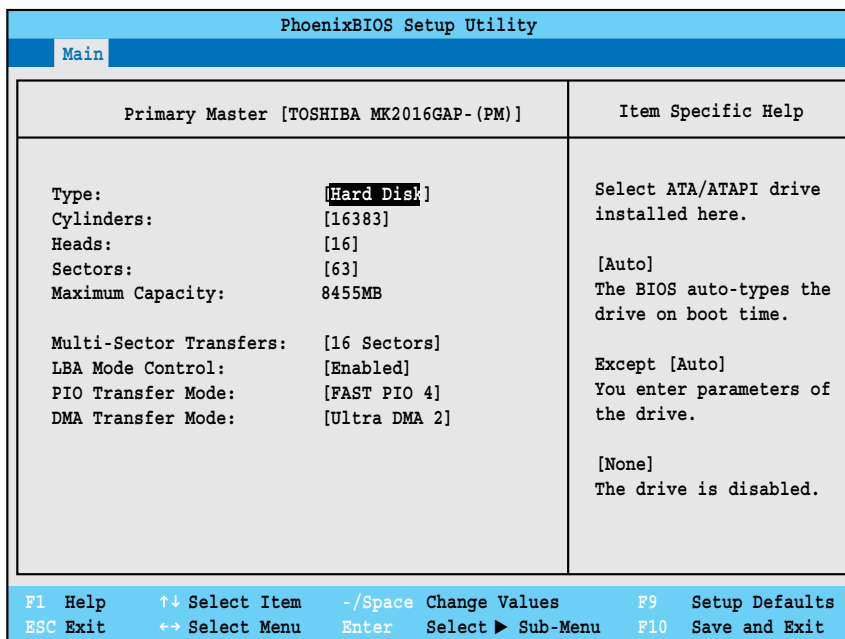 PhoenixBIOS Setup Utility
Main
Primary Master [TOSHIBA MK2016GAP-(PM)]
Type: [Hard Disk]
Cylinders: [16383]
Heads: [16]
Sectors: [63]
Maximum Capacity: 8455MB
Multi-Sector Transfers: [16 Sectors]
LBA Mode Control: [Enabled]
PIO Transfer Mode: [FAST PIO 4]
DMA Transfer Mode: [Ultra DMA 2]
Item Specific Help
Select ATA/ATAPI drive
installed here.
[Auto]
The BIOS auto-types the
drive on boot time.
Except [Auto]
You enter parameters of
the drive.
[None]
The drive is disabled.
F1 Help ↑↓ Select Item -/Space Change Values F9 Setup Defaults
ESC Exit ←→ Select Menu Enter Select ▶ Sub-Menu F10 Save and Exit